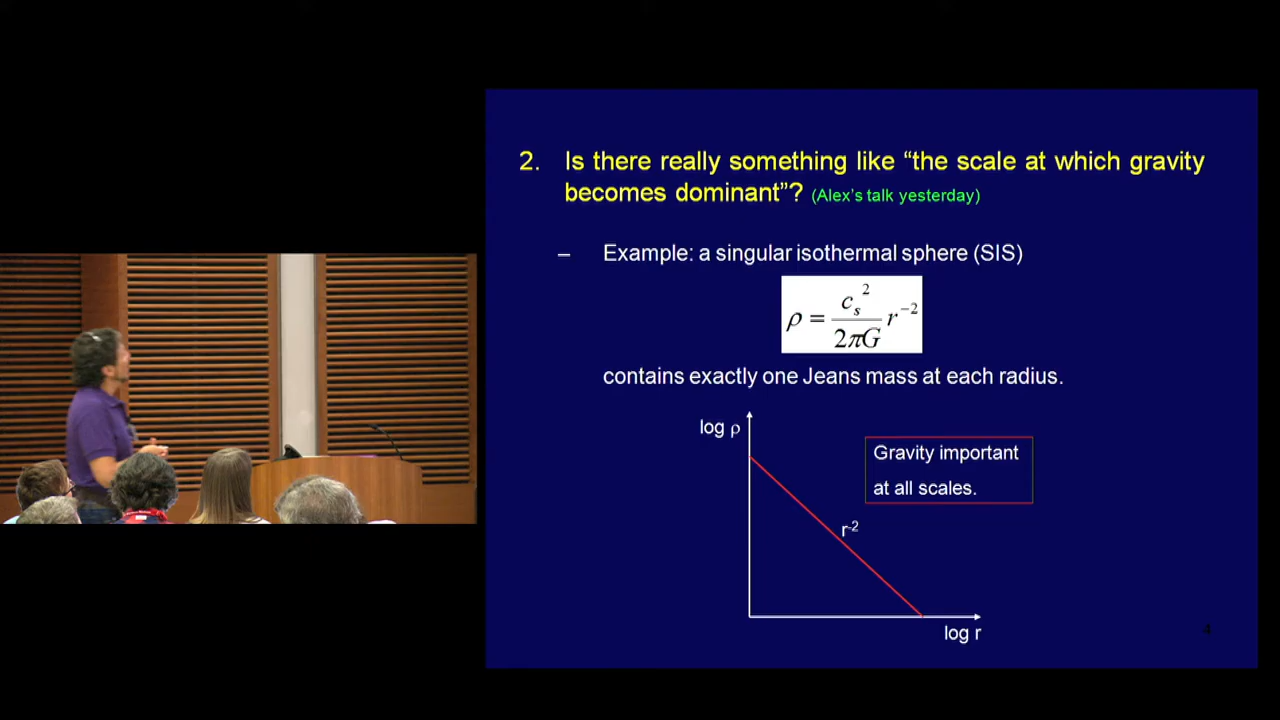 2. Is there really something like “the scale at which gravity
becomes dominant”? (Alex’s talk yesterday)
– Example: a singular isothermal sphere (SIS)
ρ = c_s^2 / 2πG r^-2
contains exactly one Jeans mass at each radius.
log ρ
Gravity important
at all scales.
r^-2
log r
4